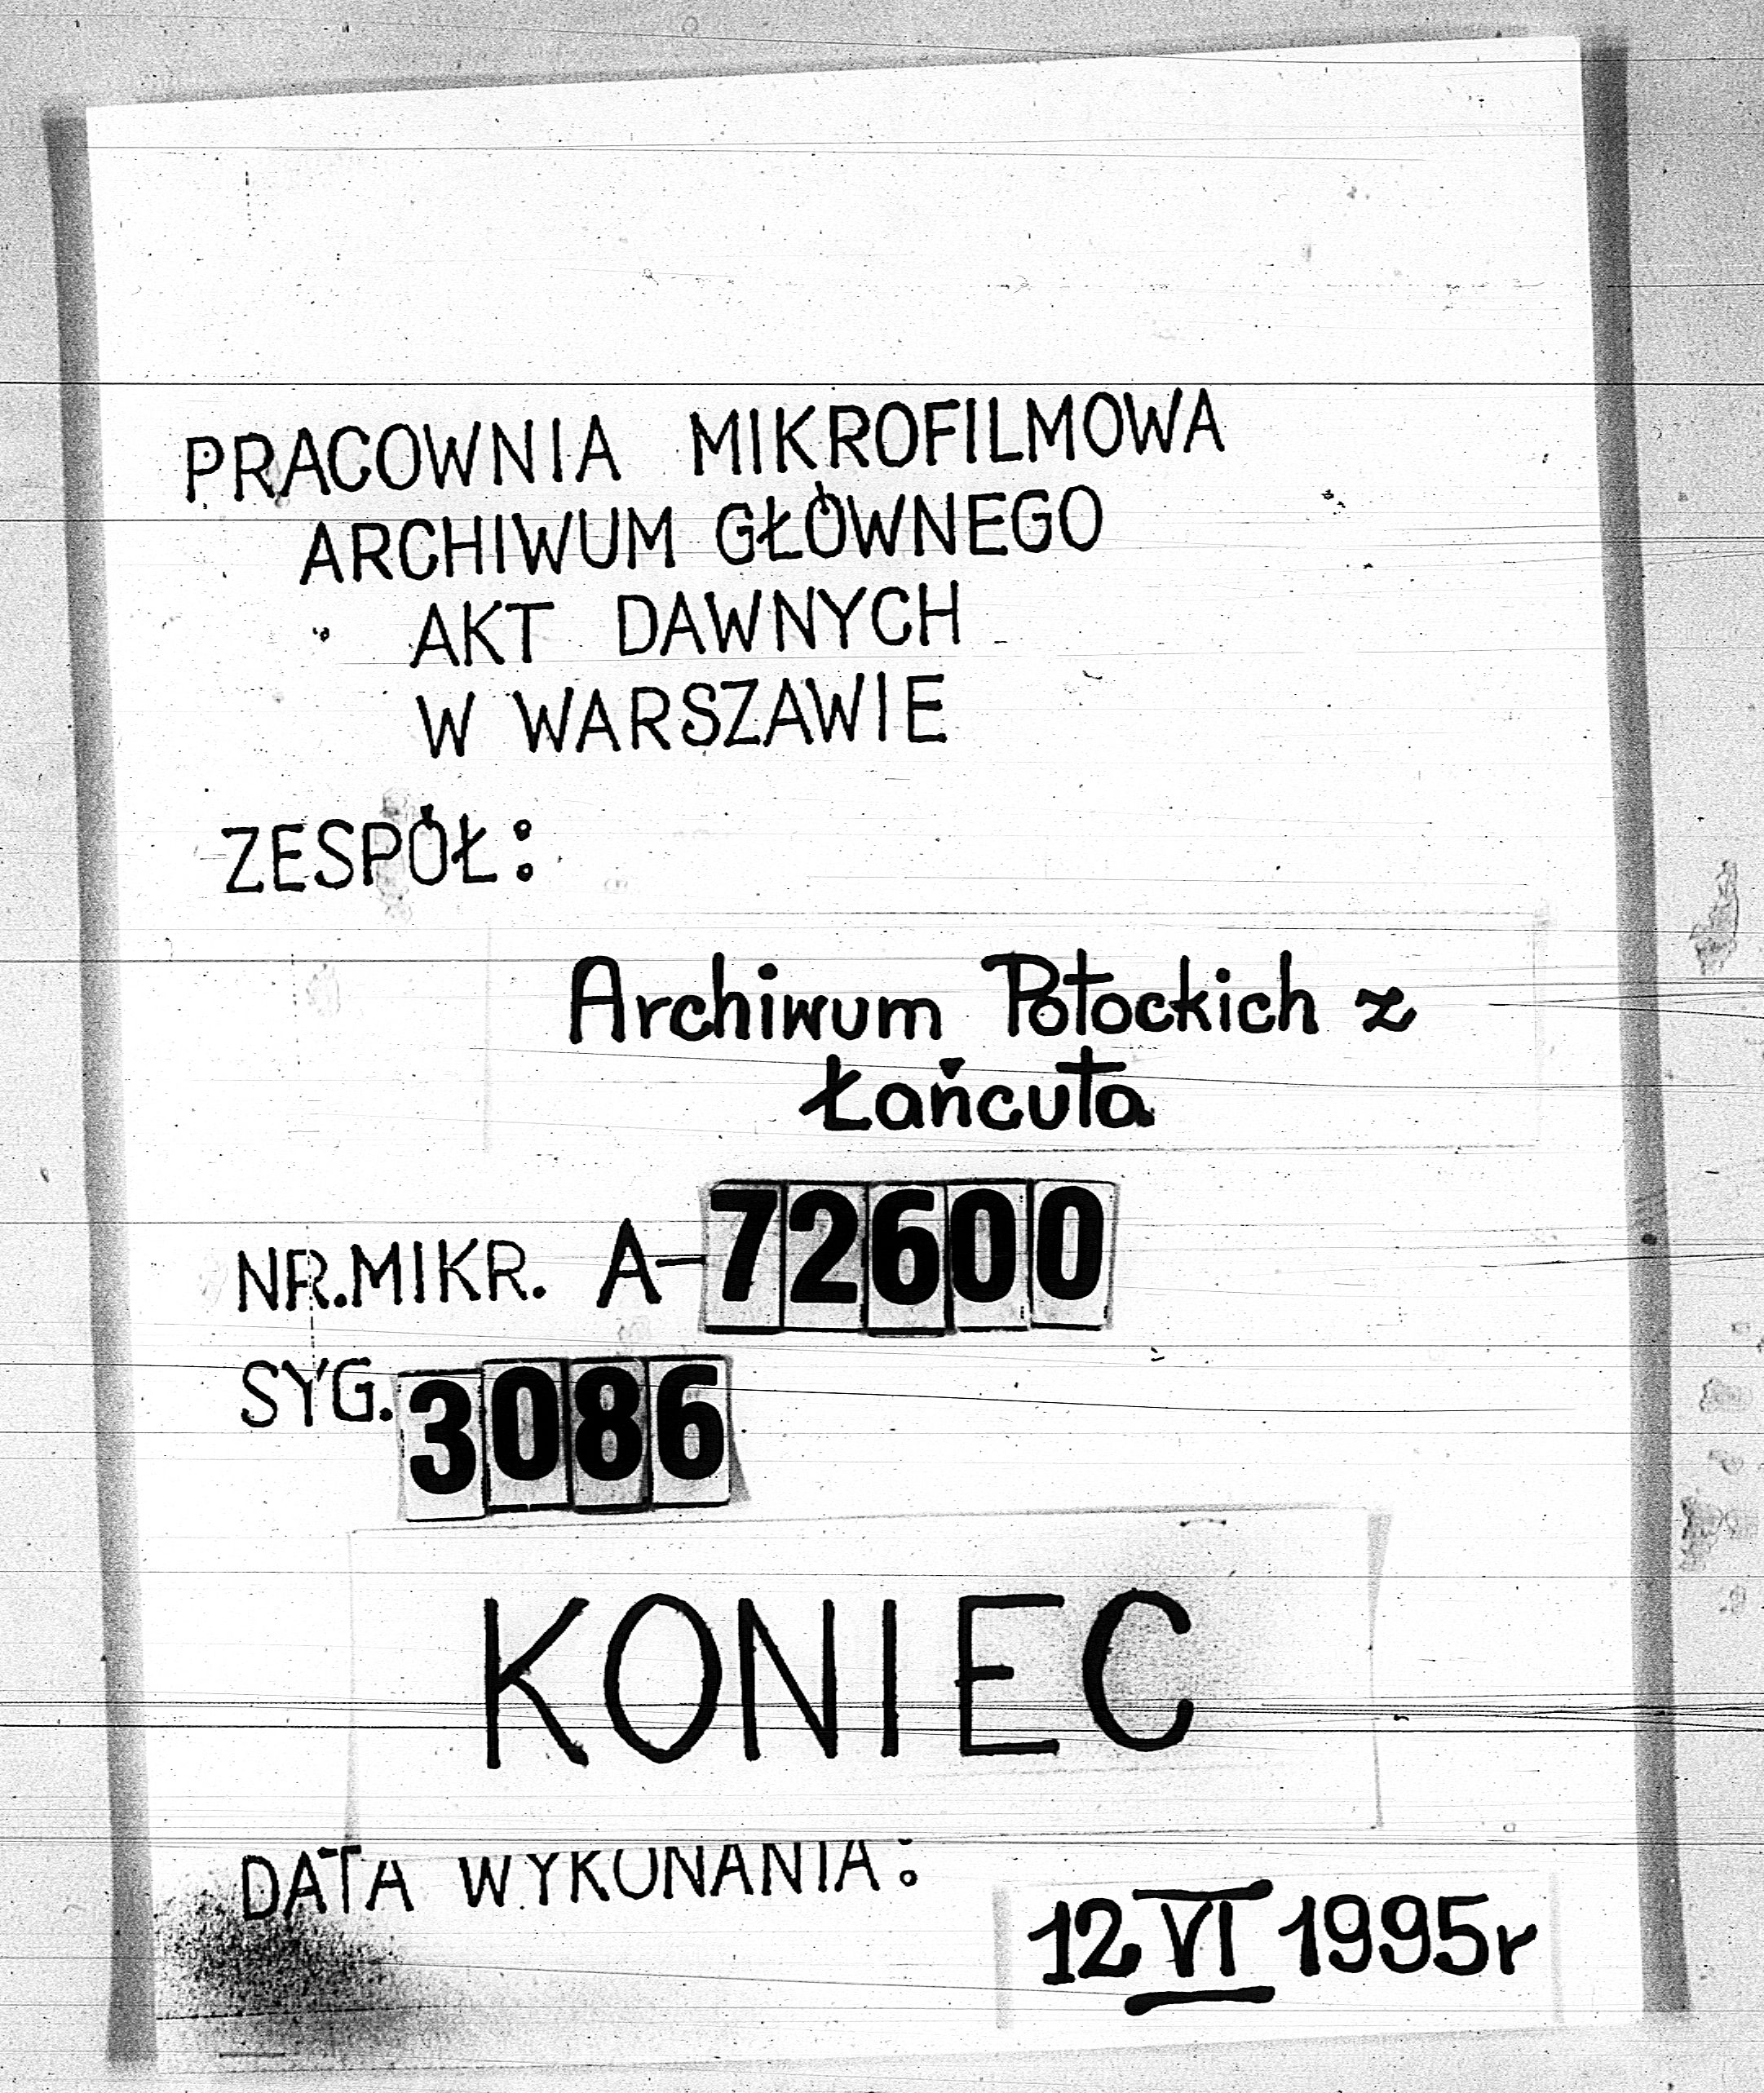 PRACOWNIA MIKROFILMOWA
ARCHIWUM GŁÓWNEGO
AKT DAWNYCH
W WARSZAWIE
ZESPÓŁ:
Archiwum Potockich z
Łańcuta
NR.MIKR. A-72600
SYG. 3086
KONIEC
DATA WYKONANIA:
12 VI 1995r